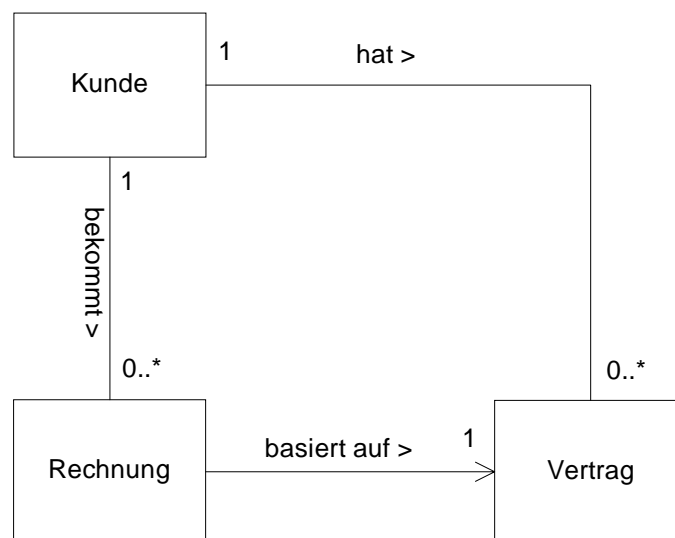 1
hat >
Kunde
1
bekommt >
0..*
0..*
basiert auf >
1
Rechnung
Vertrag